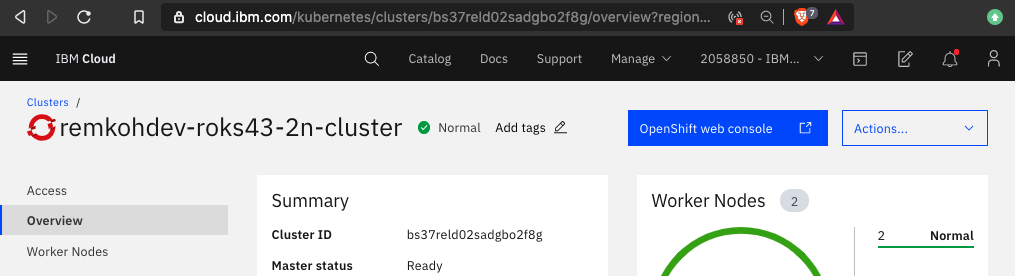 cloud.ibm.com/kubernetes/clusters/bs37reld02sadgbo2f8g/overview?region... 7
IBM Cloud Catalog Docs Support Manage 2058850 - IBM...
Clusters /
remkohdev-roks43-2n-cluster Normal Add tags OpenShift web console Actions...
Access
Overview
Worker Nodes
Summary
Cluster ID bs37reld02sadgbo2f8g
Master status Ready
Worker Nodes 2
2 Normal